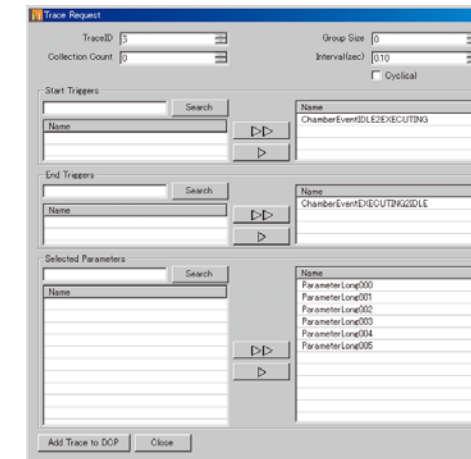 Trace Request
TraceID 5
Group Size 0
Collection Count 0
Interval(sec) 0.10
Cyclical
Start Triggers
Search
Name
Name
ChamberEventIDLE2EXECUTING
End Triggers
Search
Name
Name
ChamberEventEXECUTING2IDLE
Selected Parameters
Search
Name
Name
ParameterLong000
ParameterLong001
ParameterLong002
ParameterLong003
ParameterLong004
ParameterLong005
Add Trace to DCP
Close